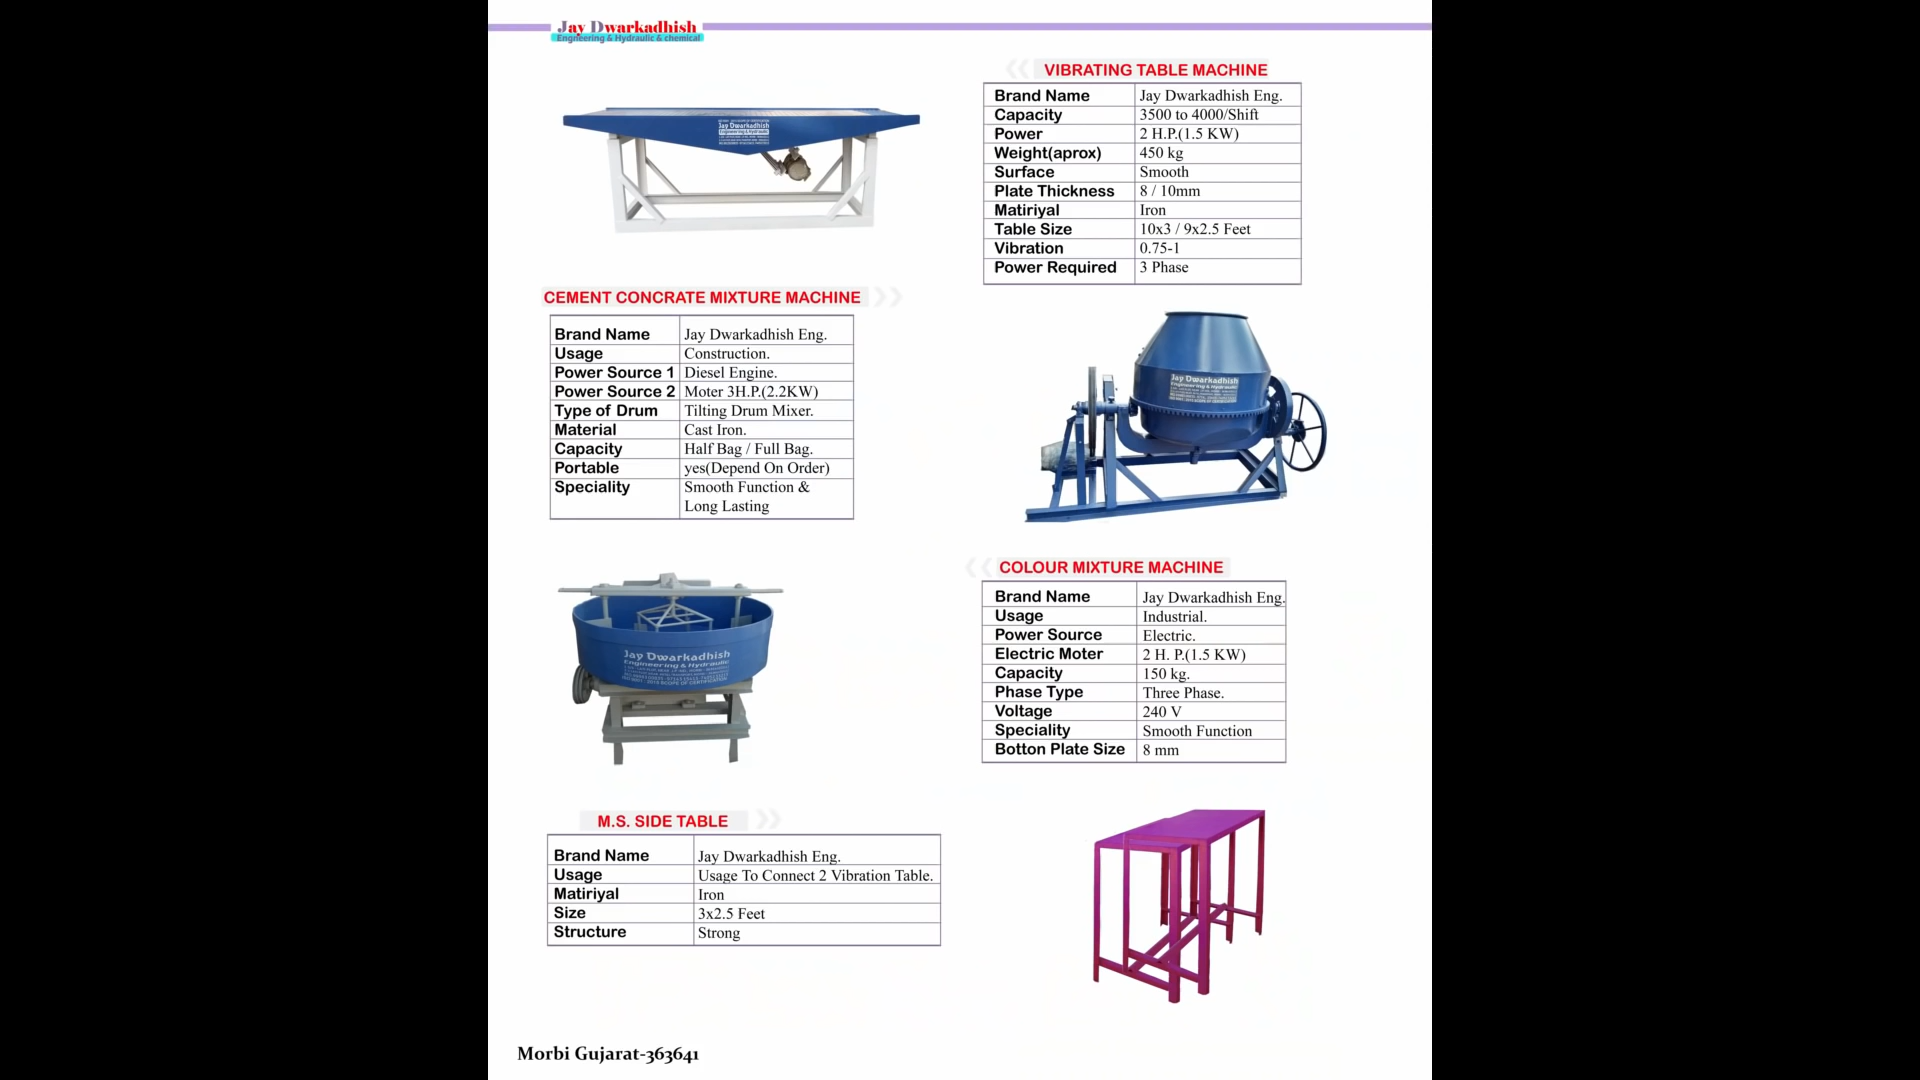 Jay Dwarkadhish
Engneering & Hydraulic & chemical
VIBRATING TABLE MACHINE
Brand Name Jay Dwarkadhish Eng.
Capacity 3500 to 4000/Shift
Power 2 H.P.(1.5 KW)
Weight(aprox) 450 kg
Surface Smooth
Plate Thickness 8 / 10mm
Matiriyal Iron
Table Size 10x3 / 9x2.5 Feet
Vibration 0.75-1
Power Required 3 Phase
Jay Dwarkadhish
Engineering & Hydraulic
CEMENT CONCRATE MIXTURE MACHINE
Brand Name Jay Dwarkadhish Eng.
Usage Construction.
Power Source 1 Diesel Engine.
Power Source 2 Moter 3H.P.(2.2KW)
Type of Drum Tilting Drum Mixer.
Material Cast Iron.
Capacity Half Bag / Full Bag.
Portable yes(Depend On Order)
Speciality Smooth Function &
Long Lasting
Jay Dwarkadhish
Engineering & Hydraulic
COLOUR MIXTURE MACHINE
Brand Name Jay Dwarkadhish Eng.
Usage Industrial.
Power Source Electric.
Electric Moter 2 H. P.(1.5 KW)
Capacity 150 kg.
Phase Type Three Phase.
Voltage 240 V
Speciality Smooth Function
Botton Plate Size 8 mm
Jay Dwarkadhish
Engineering & Hydraulic
M.S. SIDE TABLE
Brand Name Jay Dwarkadhish Eng.
Usage Usage To Connect 2 Vibration Table.
Matiriyal Iron
Size 3x2.5 Feet
Structure Strong
Morbi Gujarat-363641